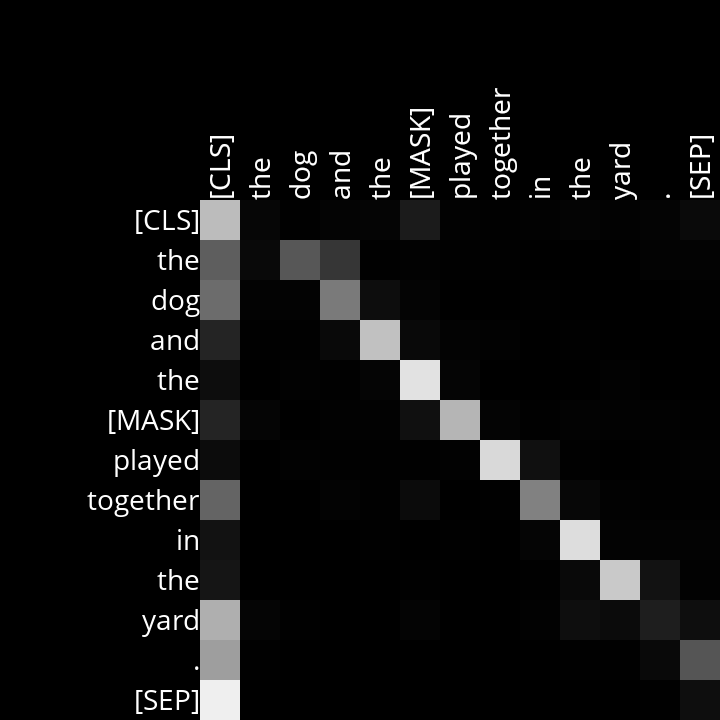 [CLS] the dog and the [MASK] played together in the yard . [SEP]
[CLS]
the
dog
and
the
[MASK]
played
together
in
the
yard
.
[SEP]